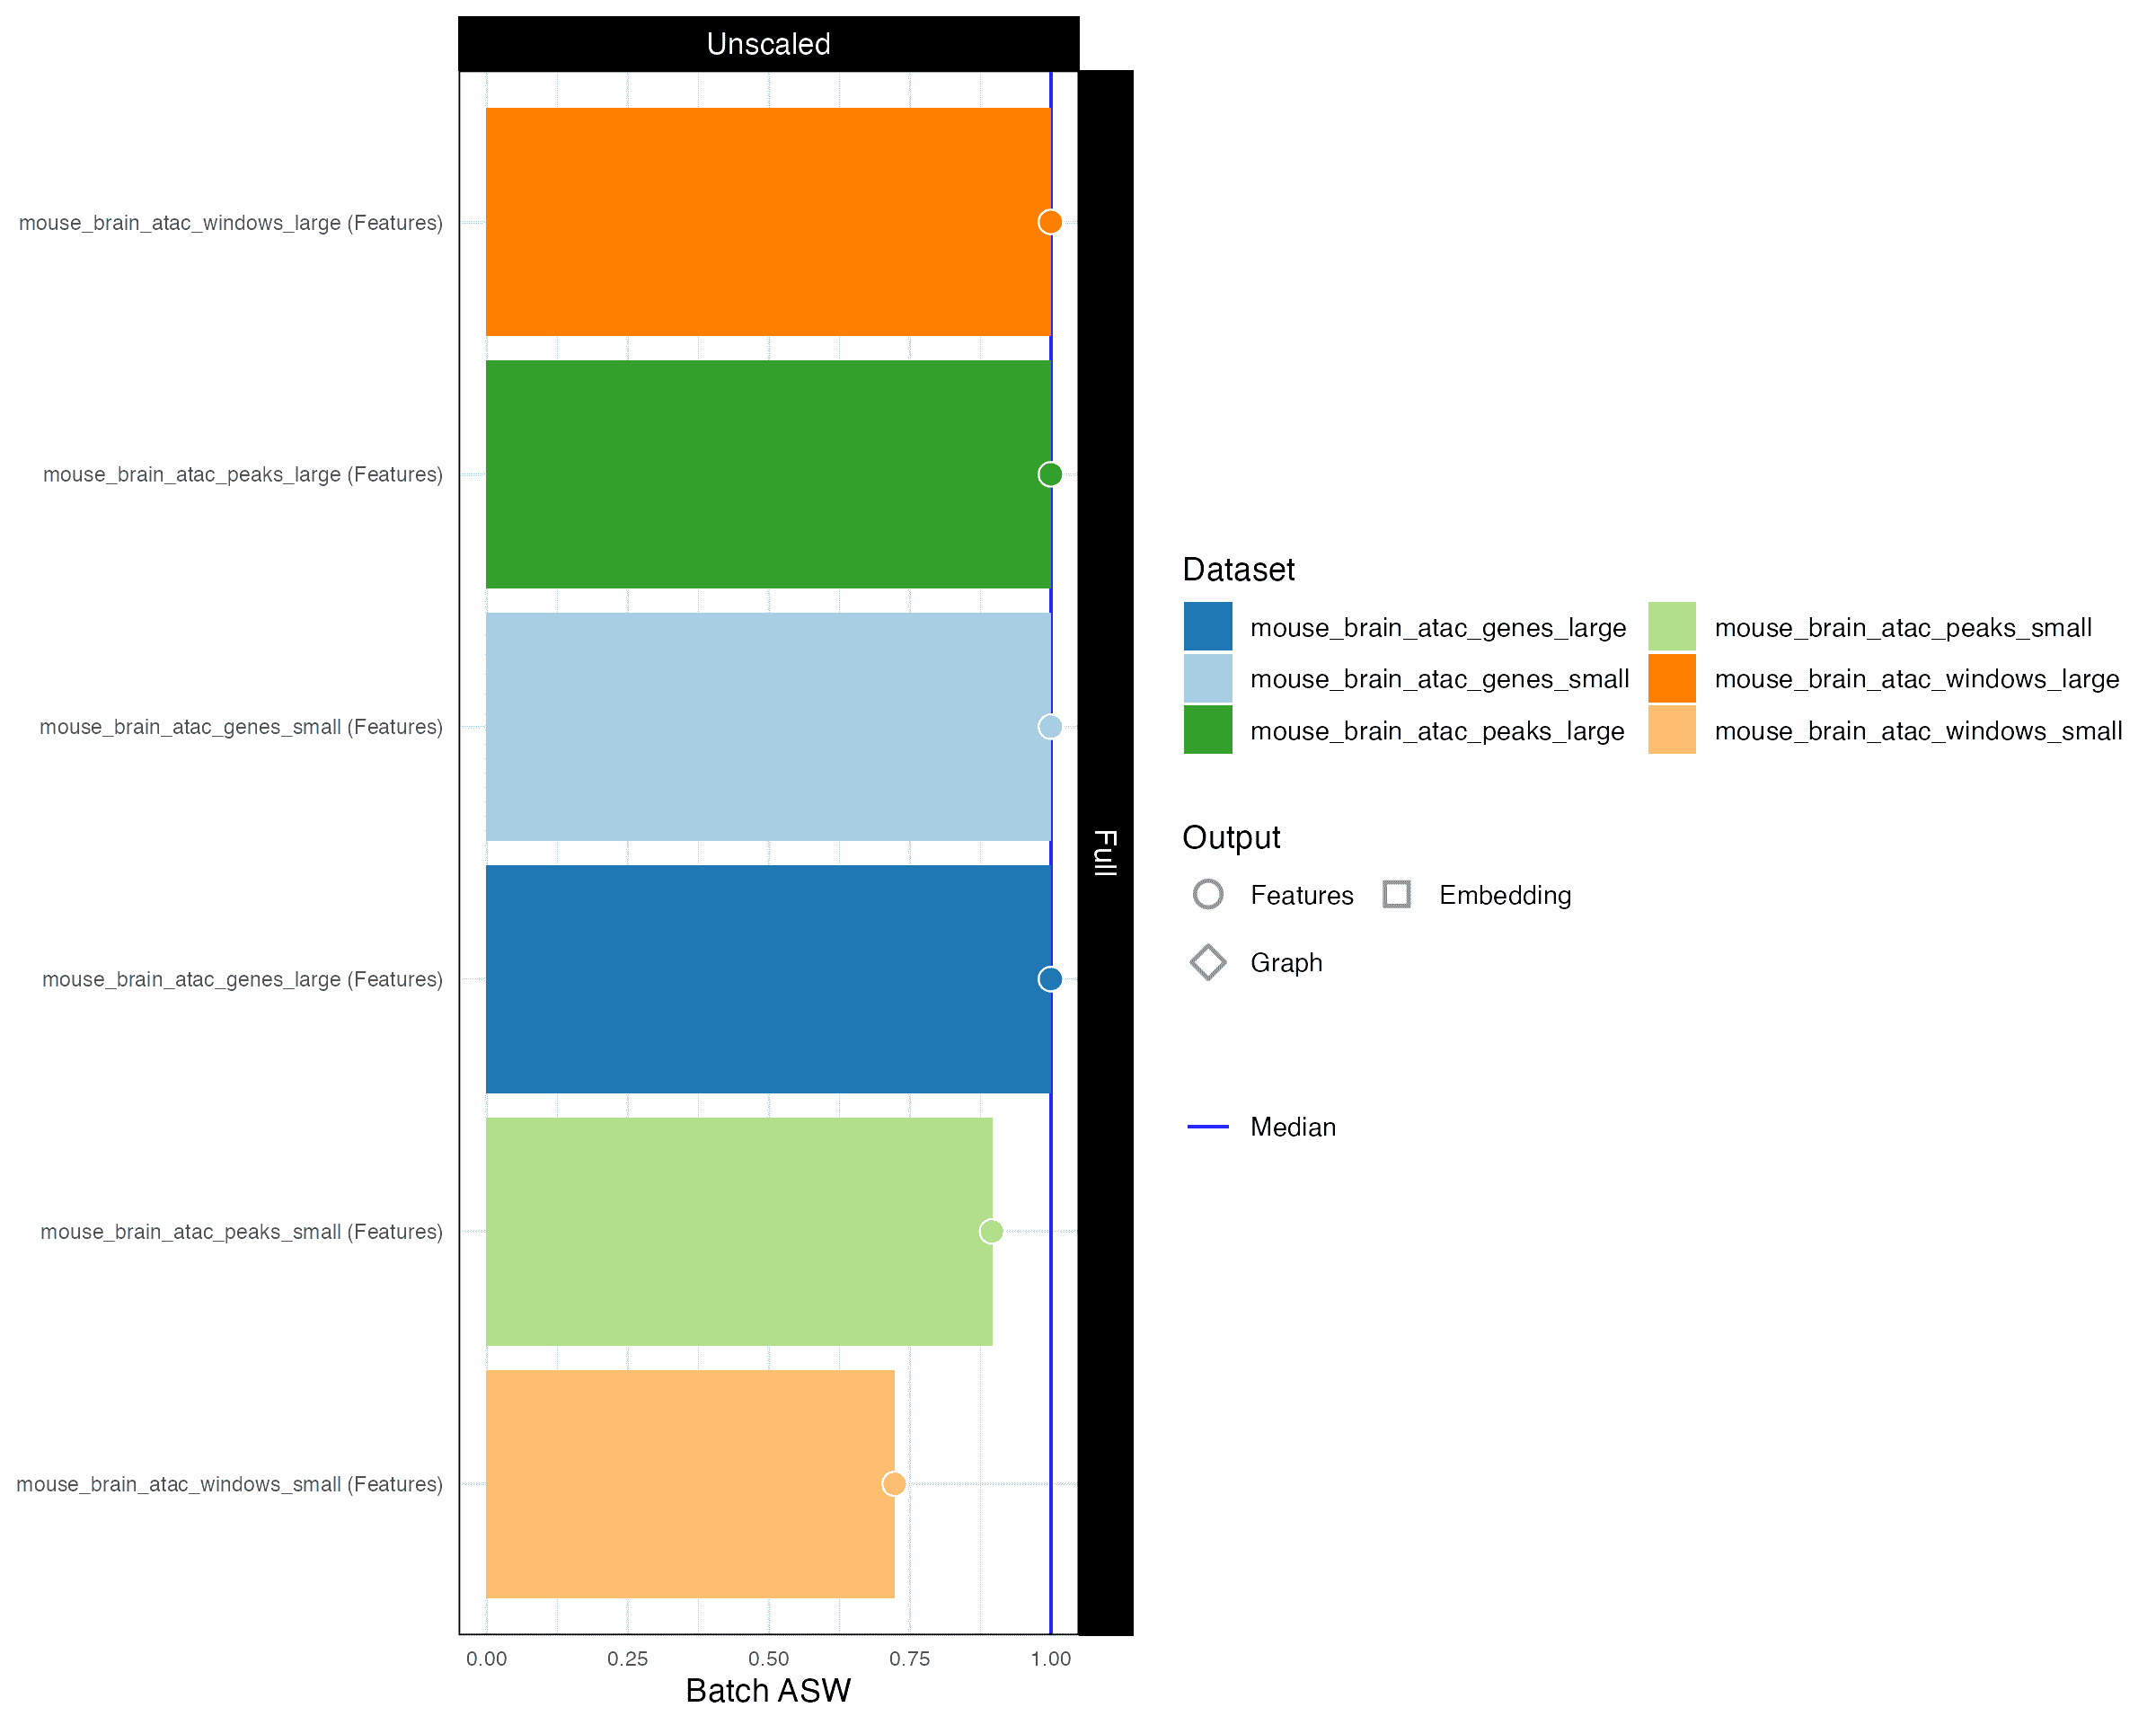 Unscaled
mouse_brain_atac_windows_large (Features)
mouse_brain_atac_peaks_large (Features)
mouse_brain_atac_genes_small (Features)
mouse_brain_atac_genes_large (Features)
mouse_brain_atac_peaks_small (Features)
mouse_brain_atac_windows_small (Features)
0.00 0.25 0.50 0.75 1.00
Batch ASW
Full
Dataset
mouse_brain_atac_genes_large mouse_brain_atac_peaks_small
mouse_brain_atac_genes_small mouse_brain_atac_windows_large
mouse_brain_atac_peaks_large mouse_brain_atac_windows_small
Output
Features Embedding
Graph
Median